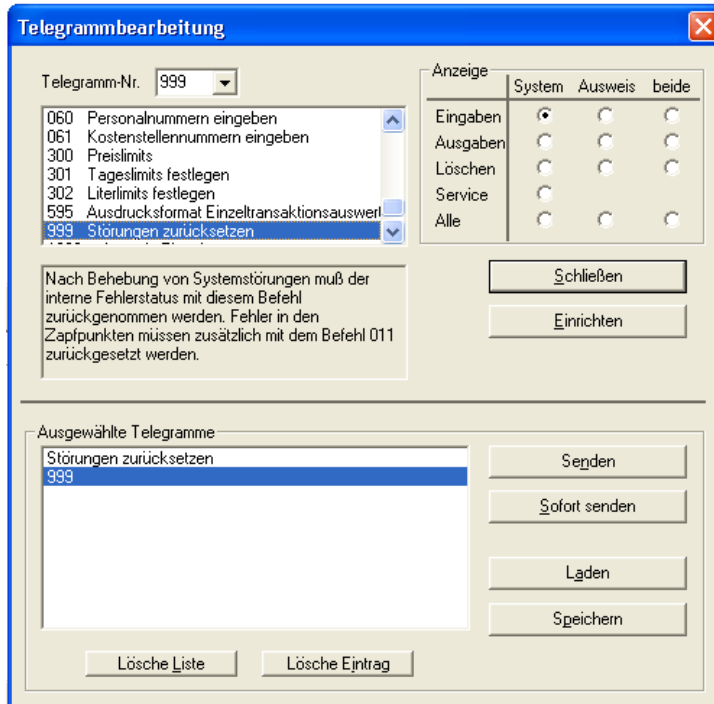 Telegrammbearbeitung
Telegramm-Nr. 999
060 Personalnummern eingeben
061 Kostenstellennummern eingeben
300 Preislimits
301 Tageslimits festlegen
302 Literlimits festlegen
595 Ausdrucksformat Einzeltransaktionsauswert
999 Störungen zurücksetzen
Nach Behebung von Systemstörungen muß der
interne Fehlerstatus mit diesem Befehl
zurückgenommen werden. Fehler in den
Zapfpunkten müssen zusätzlich mit dem Befehl 011
zurückgesetzt werden.
Anzeige
System Ausweis beide
Eingaben
Ausgaben
Löschen
Service
Alle
Schließen
Einrichten
Ausgewählte Telegramme
Störungen zurücksetzen
999
Senden
Sofort senden
Laden
Speichern
Lösche Liste Lösche Eintrag